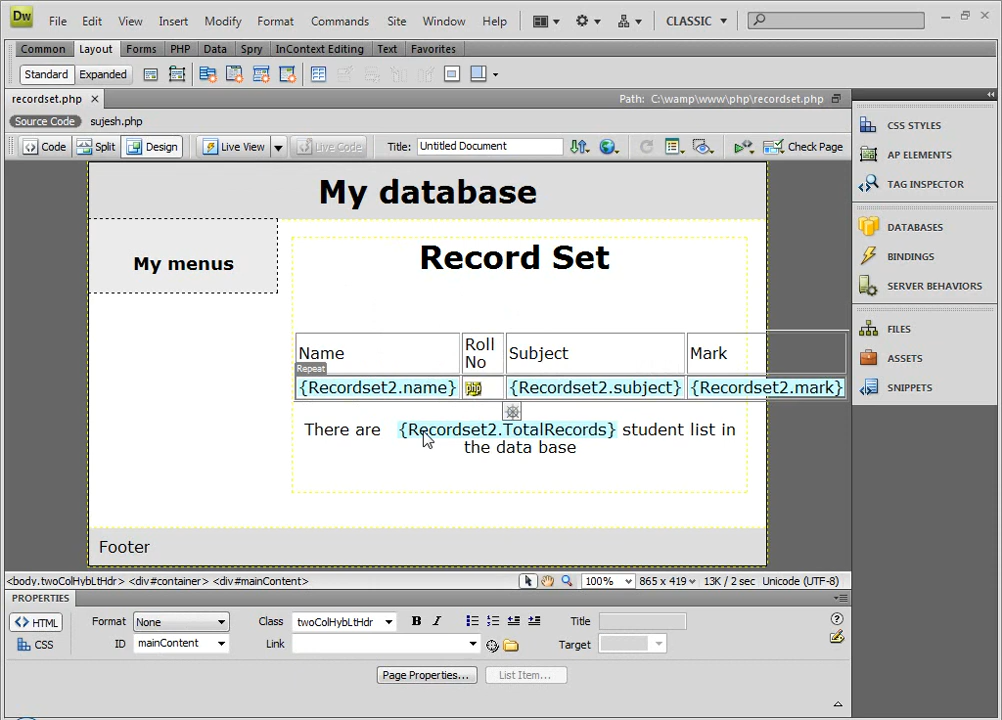 Dw File Edit View Insert Modify Format Commands Site Window Help CLASSIC
Common Layout Forms PHP Data Spry InContext Editing Text Favorites
Standard Expanded
recordset.php Path: C:\wamp\www\php\recordset.php
Source Code sujesh.php
Code Split Design Live View Live Code Title: Untitled Document Check Page
My database
My menus
Record Set
Name Roll No Subject Mark
Repeat
{Recordset2.name} php {Recordset2.subject} {Recordset2.mark}
There are {Recordset2.TotalRecords} student list in
the data base
Footer
CSS STYLES
AP ELEMENTS
TAG INSPECTOR
DATABASES
BINDINGS
SERVER BEHAVIORS
FILES
ASSETS
SNIPPETS
<body.twoColHybLtHdr> <div#container> <div#mainContent> 100% 865 x 419 13K / 2 sec Unicode (UTF-8)
PROPERTIES
HTML Format None Class twoColHybLtHdr B I Title
CSS ID mainContent Link Target
Page Properties... List Item...